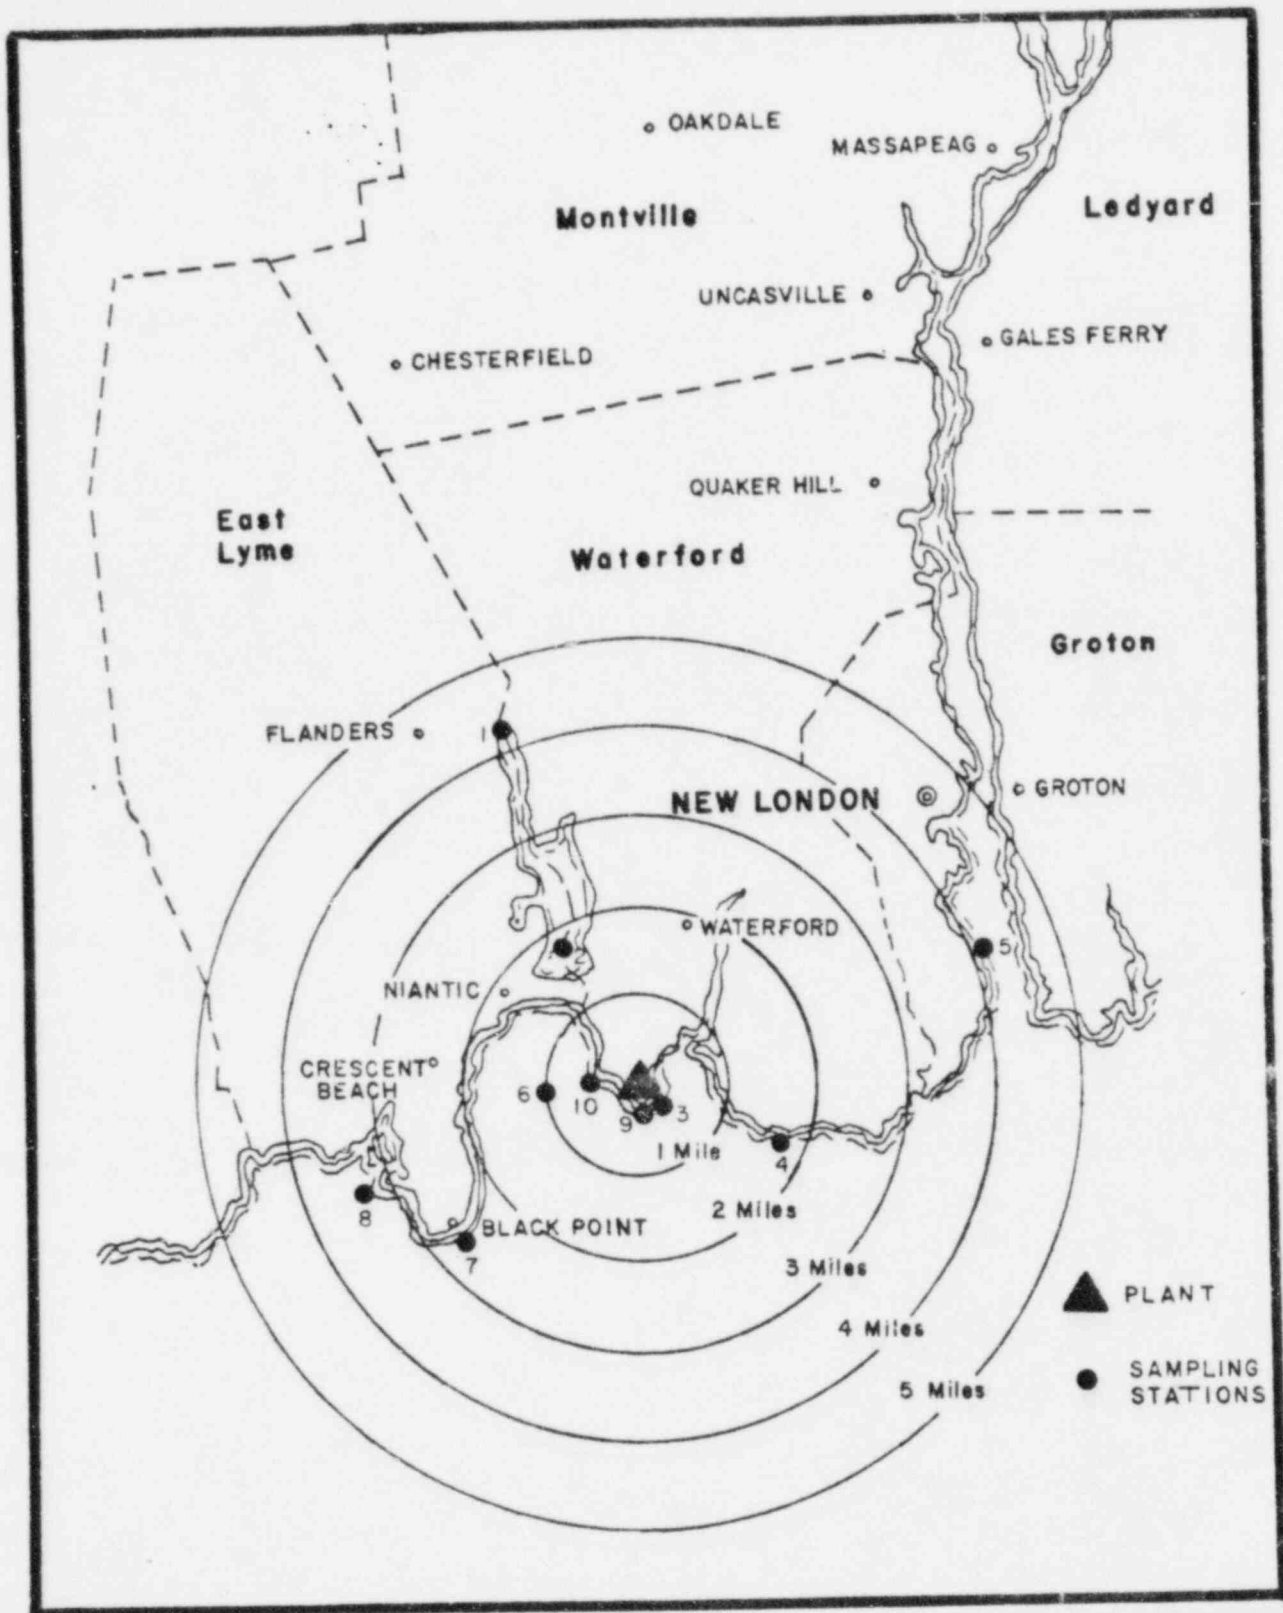 OAKDALE
MASSAPEAG
Montville
Ledyard
UNCASVILLE
GALES FERRY
CHESTERFIELD
QUAKER HILL
East
Lyme
Waterford
Groton
FLANDERS
1
NEW LONDON
GROTON
WATERFORD
5
NIANTIC
CRESCENT
BEACH
6
10
9
3
1 Mile
4
8
2 Miles
BLACK POINT
7
3 Miles
PLANT
4 Miles
SAMPLING
STATIONS
5 Miles